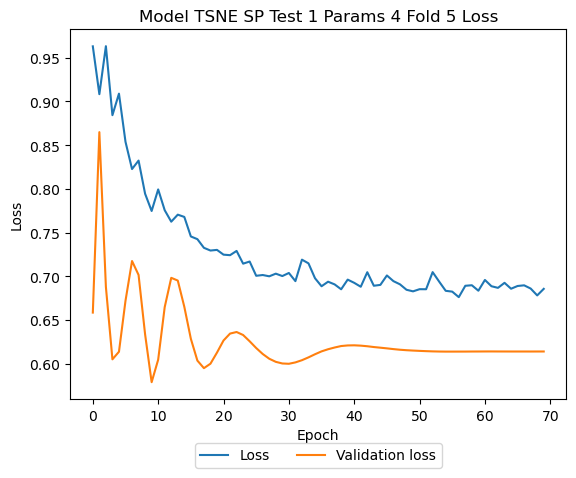 Model TSNE SP Test 1 Params 4 Fold 5 Loss
Loss
0.95
0.90
0.85
0.80
0.75
0.70
0.65
0.60
0 10 20 30 40 50 60 70
Epoch
Loss Validation loss